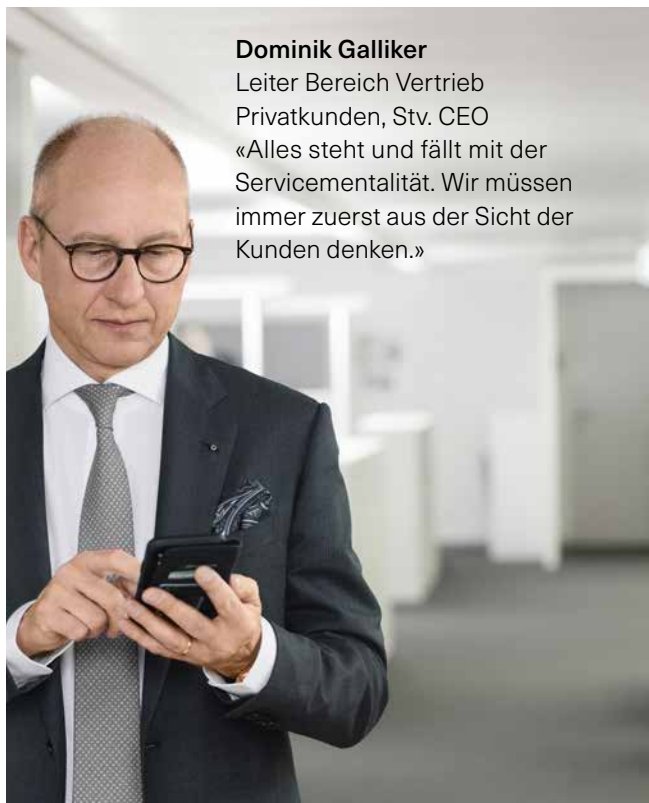 Dominik Galliker
Leiter Bereich Vertrieb
Privatkunden, Stv. CEO
«Alles steht und fällt mit der
Servicementalität. Wir müssen
immer zuerst aus der Sicht der
Kunden denken.»